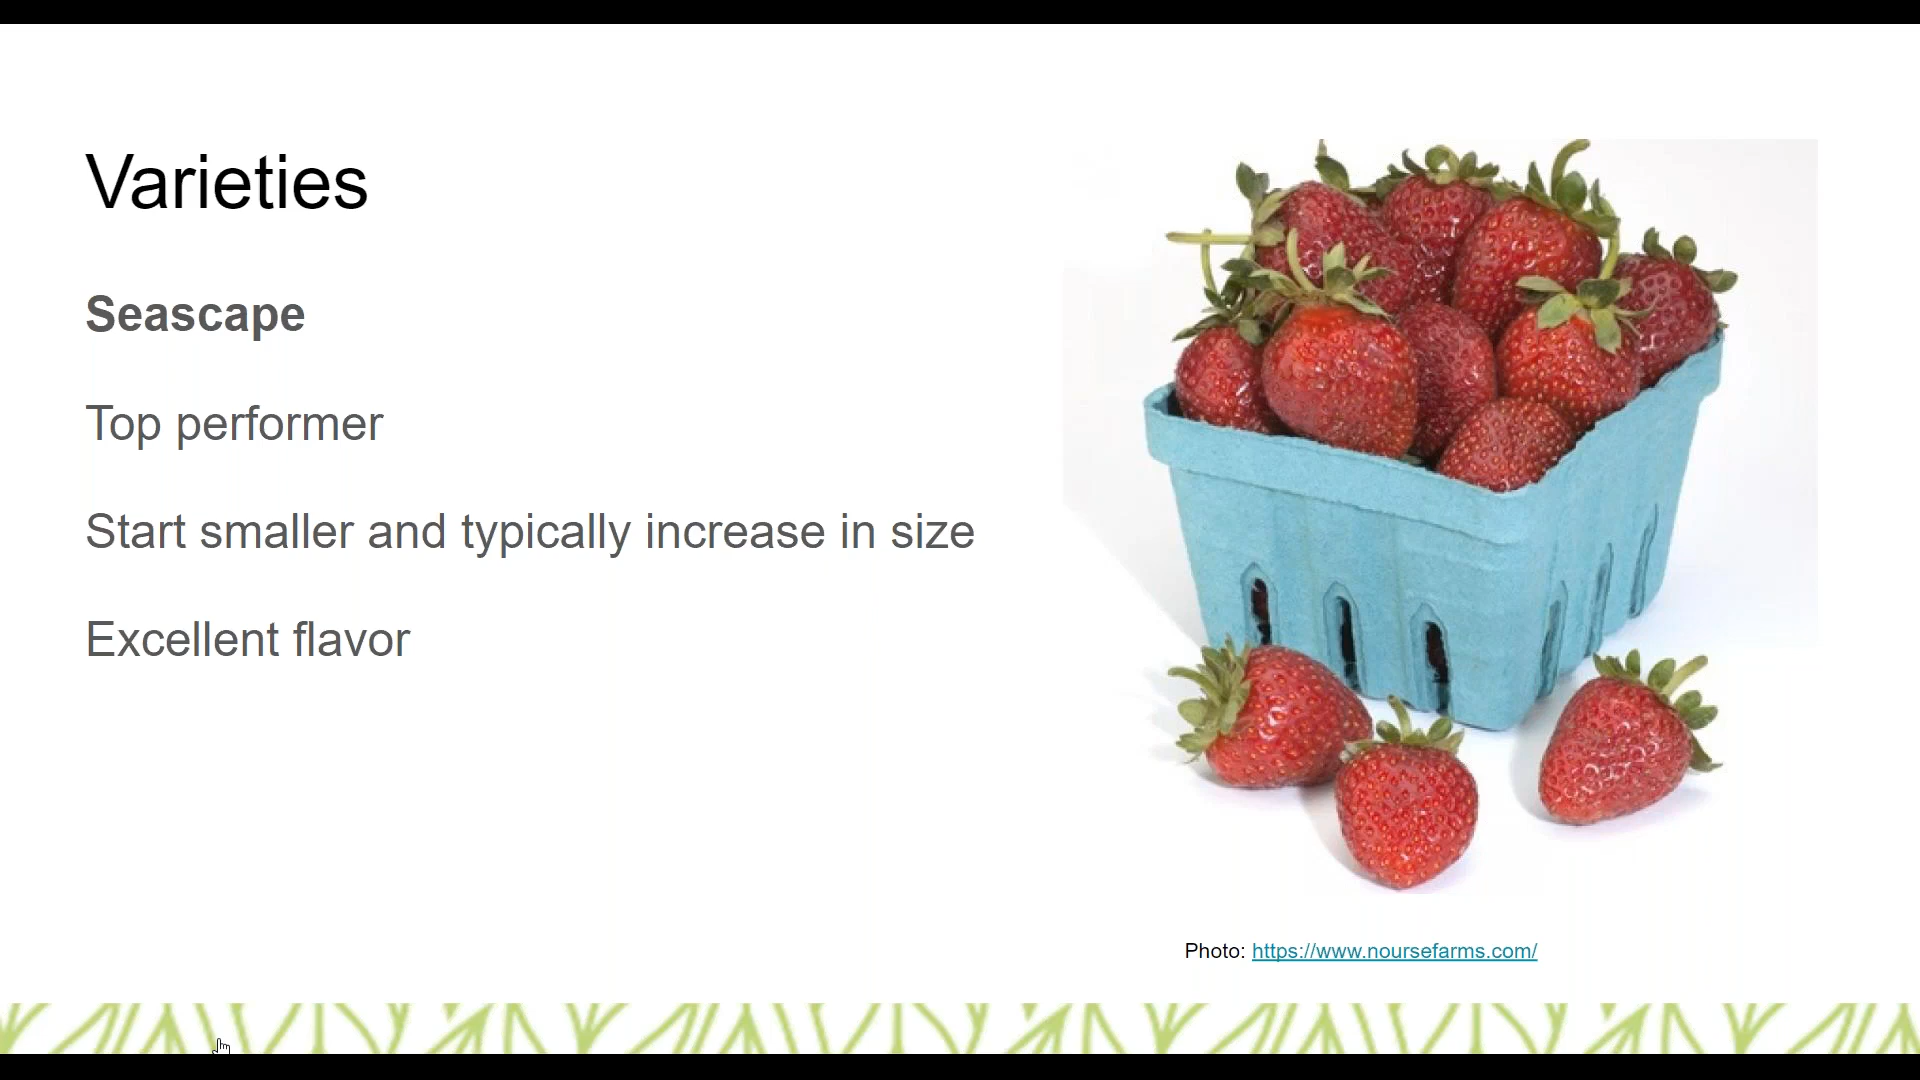 Varieties
Seascape
Top performer
Start smaller and typically increase in size
Excellent flavor
Photo: https://www.noursefarms.com/